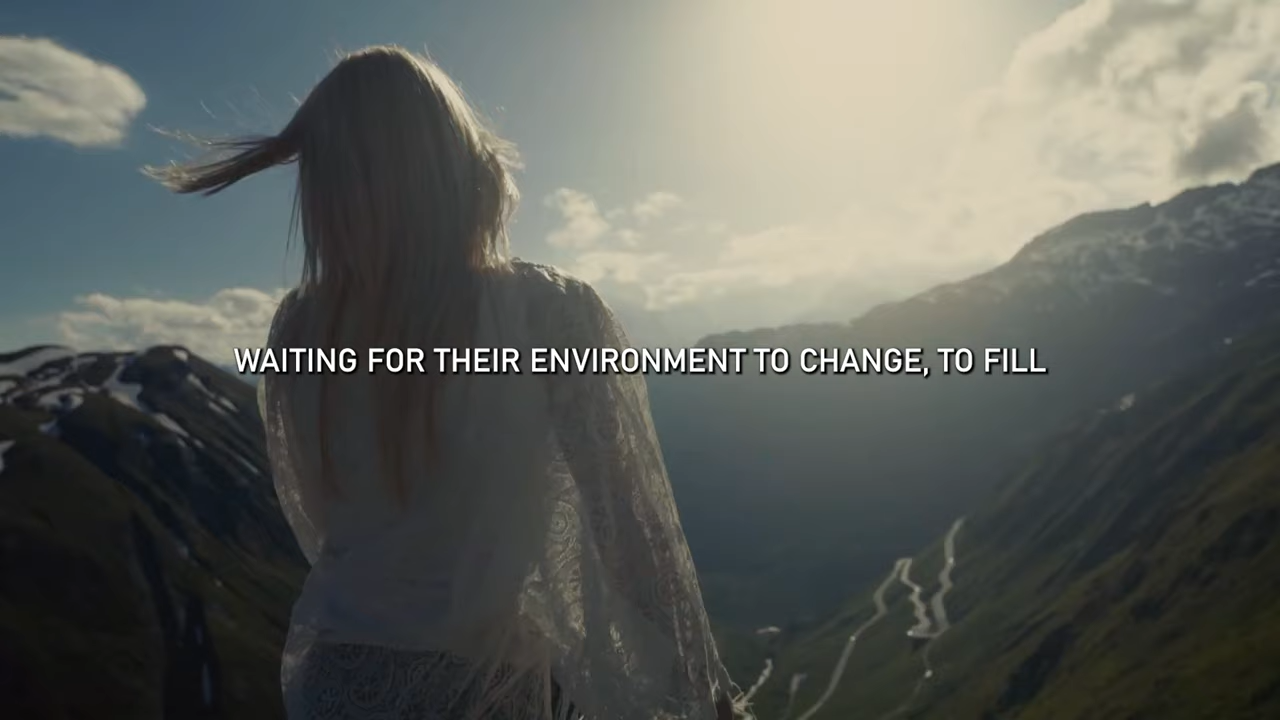 WAITING FOR THEIR ENVIRONMENT TO CHANGE, TO FILL